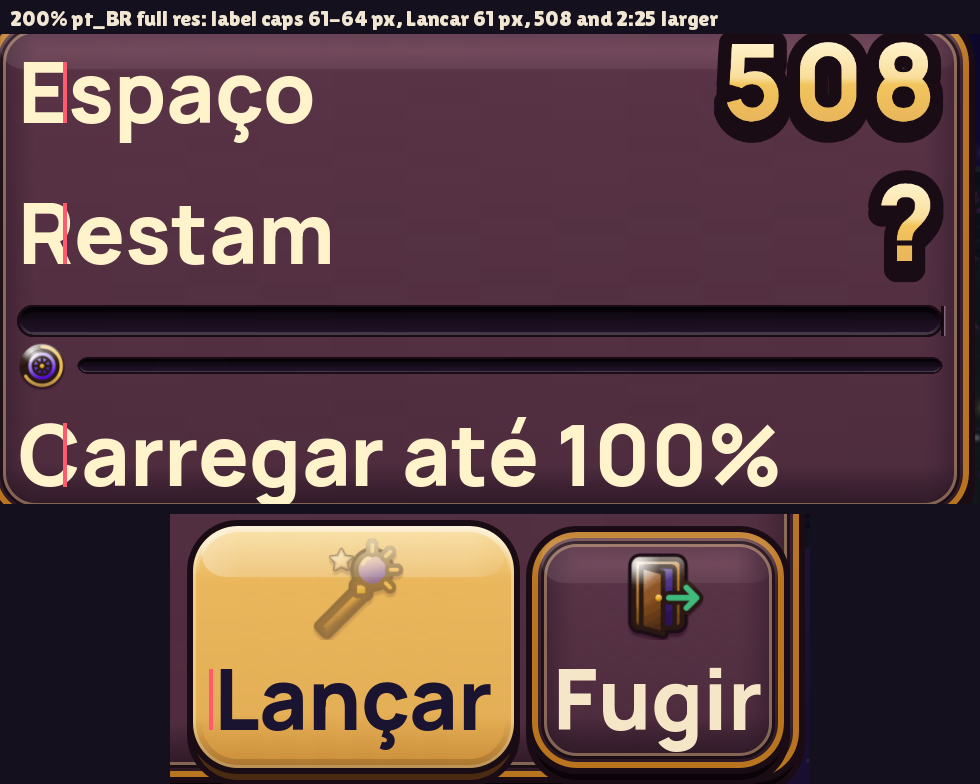 200% pt_BR full res: label caps 61-64 px, Lancar 61 px, 508 and 2:25 larger
Espaço 508
Restam ?
Carregar até 100%
Lançar Fugir